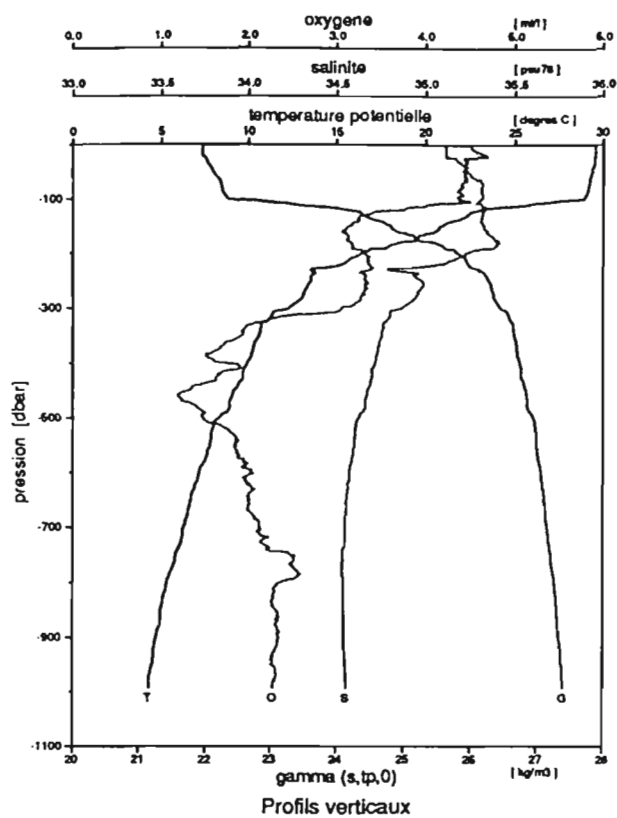 oxygene [ ml/l ]
0.0 1.0 2.0 3.0 4.0 5.0 6.0
salinite [ psu78 ]
33.0 33.5 34.0 34.5 35.0 35.5 36.0
temperature potentielle [ degres C ]
0 5 10 15 20 25 30
-100
-300
-500
-700
-900
-1100
pression [dbar]
T O S G
20 21 22 23 24 25 26 27 28
gamma (s,tp,0) [ kg/m3 ]
Profils verticaux